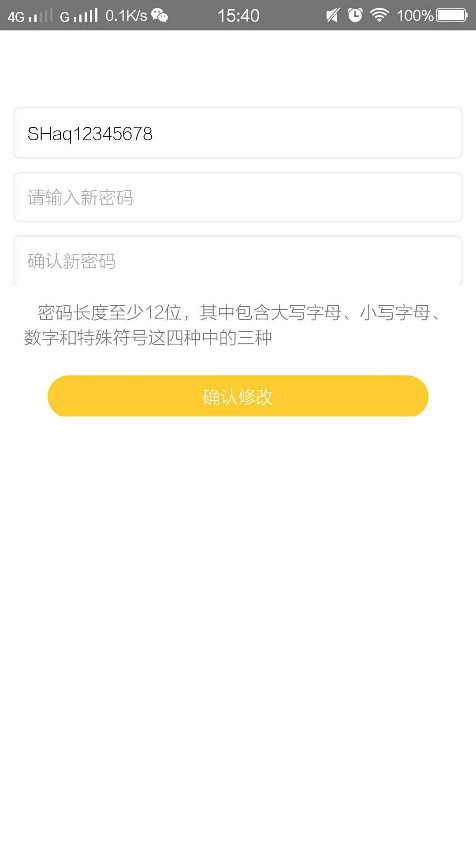 4G G 0.1K/s 15:40 100%
SHaq12345678
请输入新密码
确认新密码
密码长度至少12位，其中包含大写字母、小写字母、
数字和特殊符号这四种中的三种
确认修改